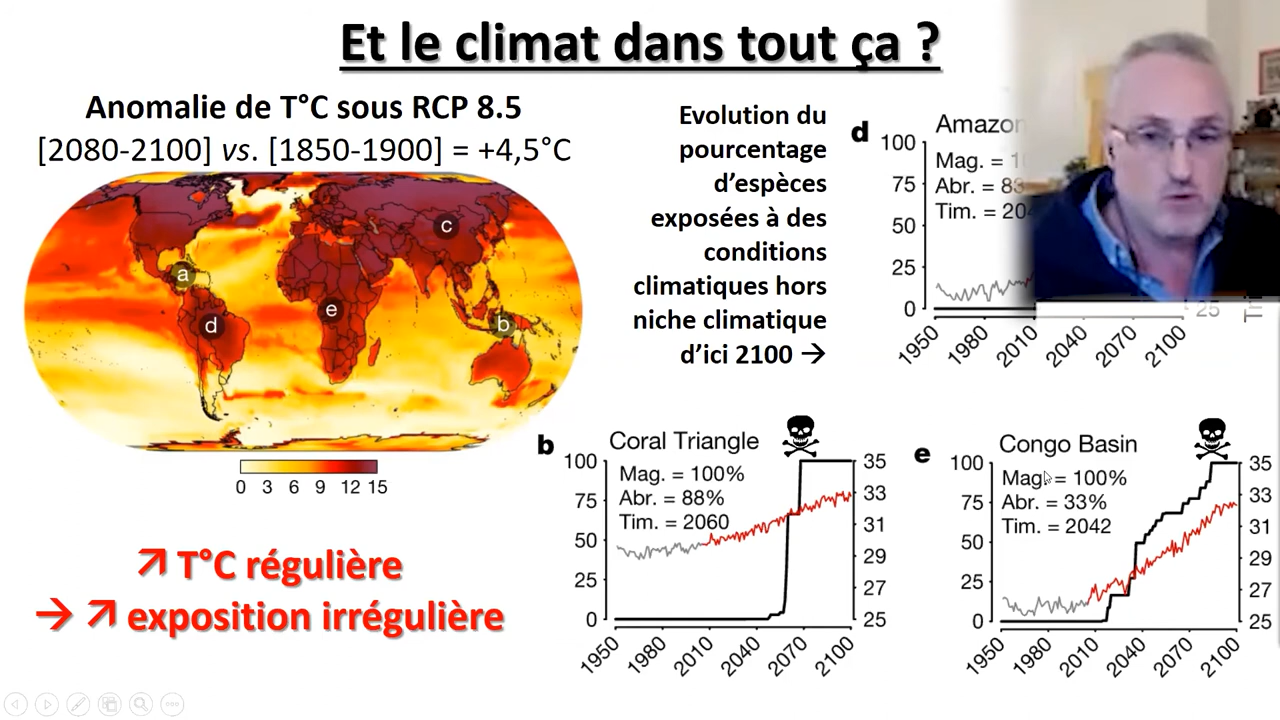 Et le climat dans tout ça ?
Anomalie de T°C sous RCP 8.5
[2080-2100] vs. [1850-1900] = +4,5°C
a
b
c
d
e
0 3 6 9 12 15
↗ T°C régulière
→ ↗ exposition irrégulière
Evolution du
pourcentage
d’espèces
exposées à des
conditions
climatiques hors
niche climatique
d’ici 2100 →
d
Mag. =
Abr. =
Tim. =
100
75
50
25
0
1950 1980 2010 2040 2070 2100
25
b
Coral Triangle
Mag. = 100%
Abr. = 88%
Tim. = 2060
100
75
50
25
0
35
33
31
29
27
25
1950 1980 2010 2040 2070 2100
e
Congo Basin
Mag. = 100%
Abr. = 33%
Tim. = 2042
100
75
50
25
0
35
33
31
29
27
25
1950 1980 2010 2040 2070 2100